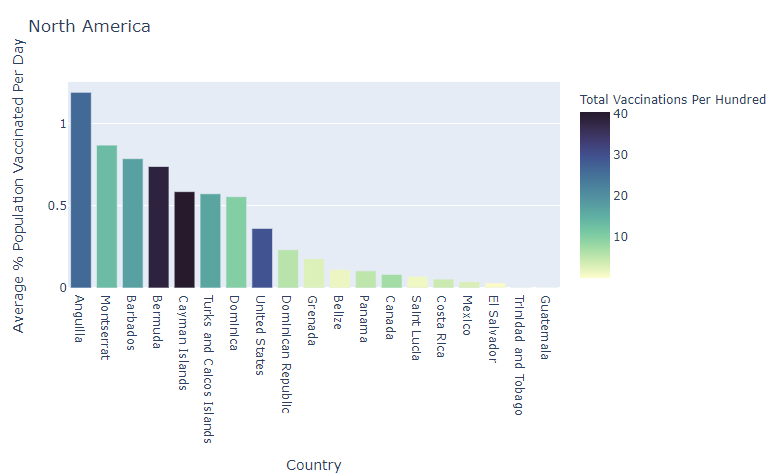 North America
Average % Population Vaccinated Per Day
1
0.5
0
Anguilla
Montserrat
Barbados
Bermuda
Cayman Islands
Turks and Caicos Islands
Dominica
United States
Dominican Republic
Grenada
Belize
Panama
Canada
Saint Lucia
Costa Rica
Mexico
El Salvador
Trinidad and Tobago
Guatemala
Country
Total Vaccinations Per Hundred
40
30
20
10